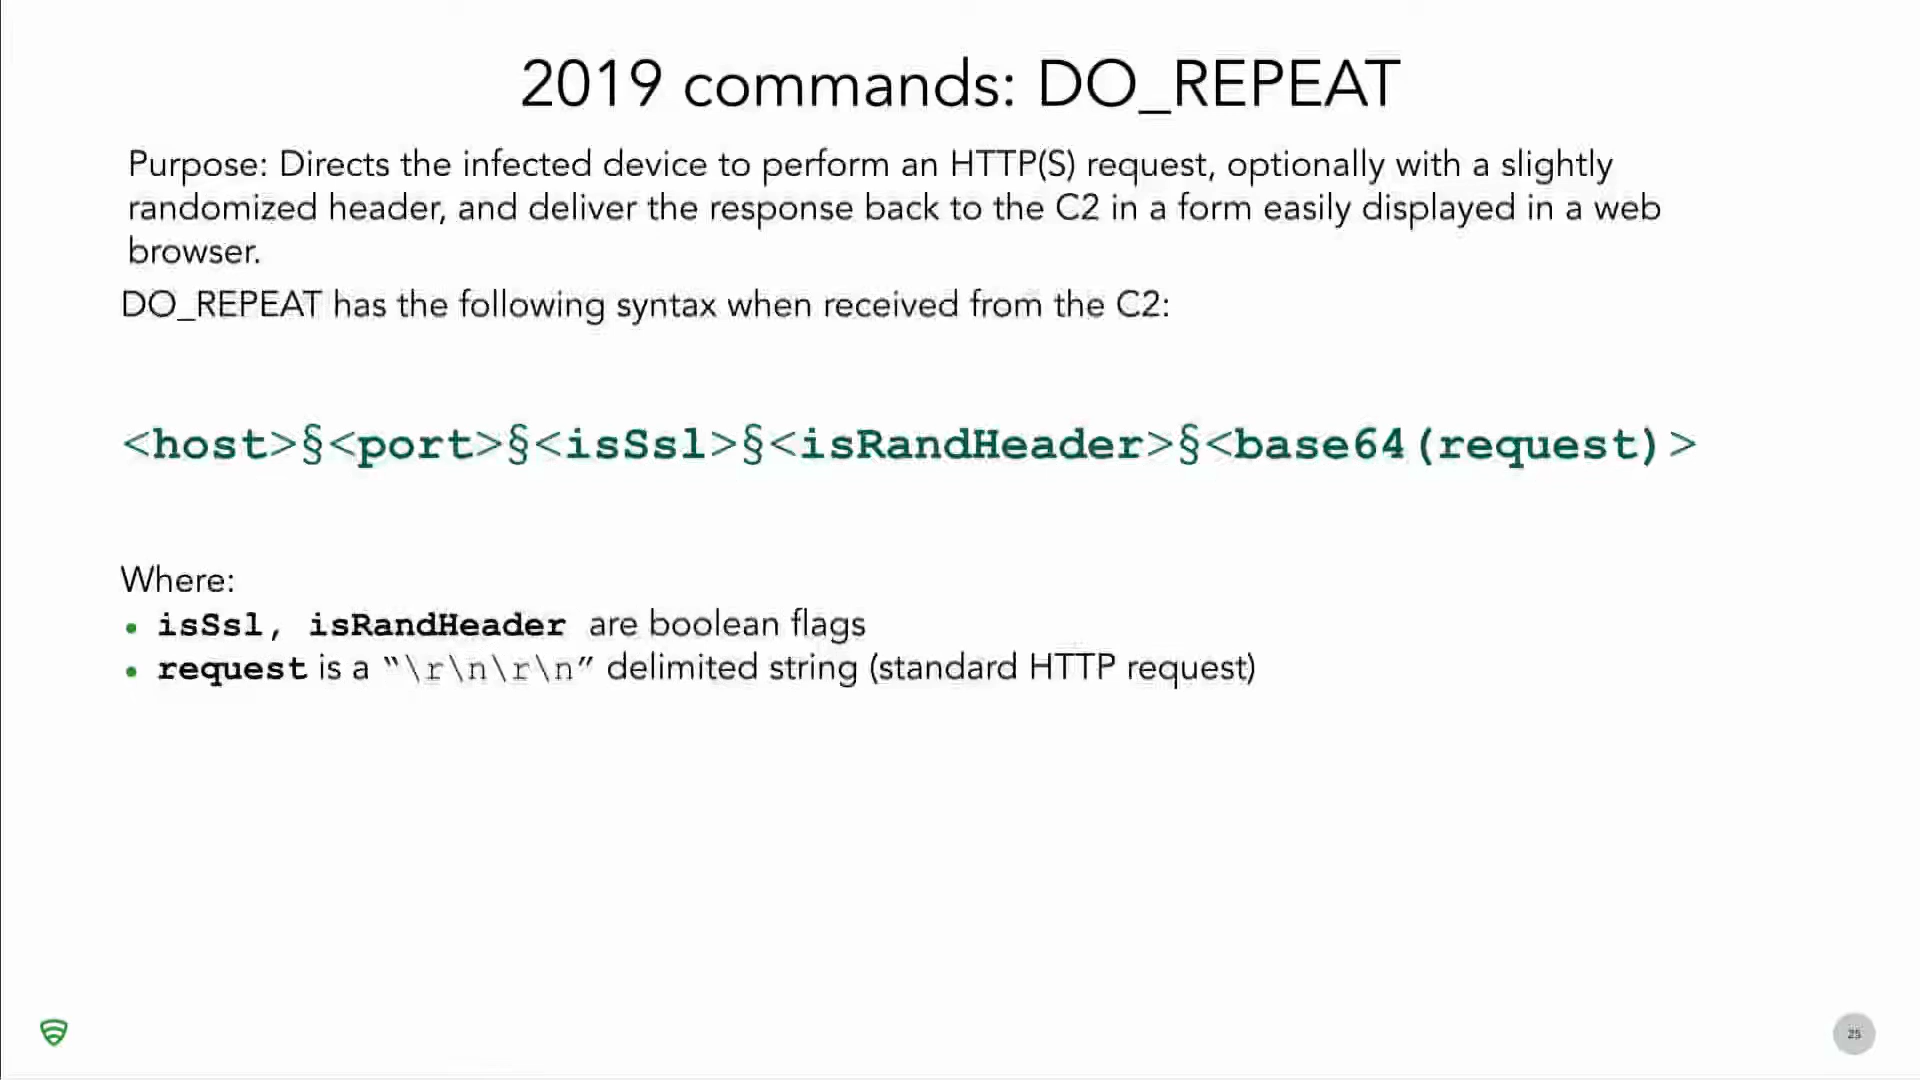 2019 commands: DO_REPEAT
Purpose: Directs the infected device to perform an HTTP(S) request, optionally with a slightly
randomized header, and deliver the response back to the C2 in a form easily displayed in a web
browser.
DO_REPEAT has the following syntax when received from the C2:
<host>§<port>§<isSsl>§<isRandHeader>§<base64(request)>
Where:
• isSsl, isRandHeader are boolean flags
• request is a “\r\n\r\n” delimited string (standard HTTP request)
25